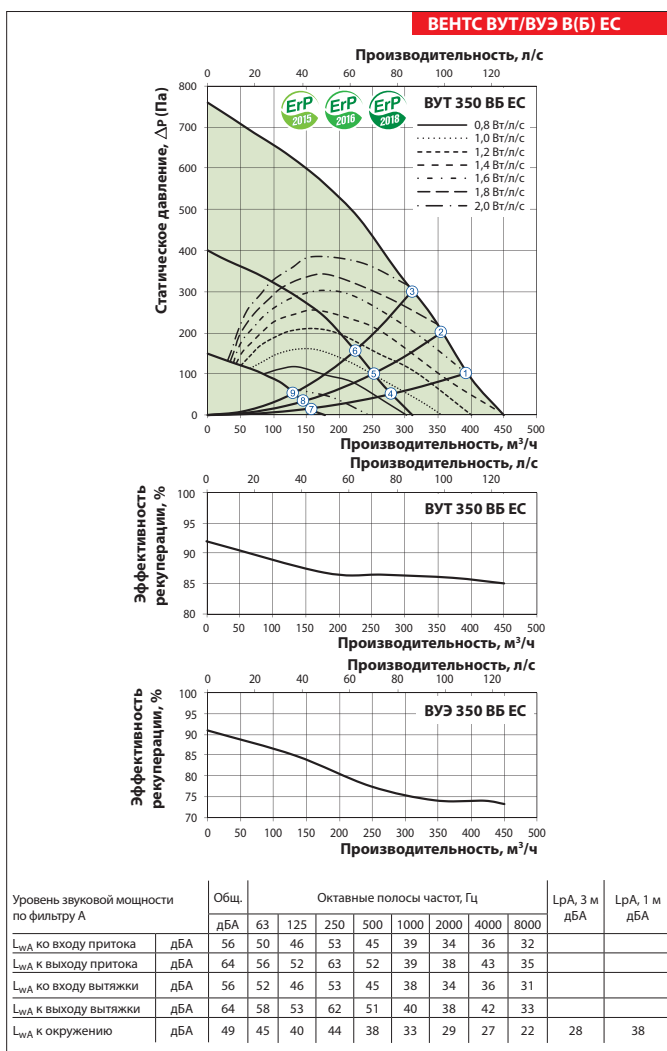 ВЕНТС ВУТ/ВУЭ В(Б) ЕС
Производительность, л/с
0 20 40 60 80 100 120
800
700
600
500
400
300
200
100
0
Статическое давление, △P (Па)
ErP 2015
ErP 2016
ErP 2018
ВУТ 350 ВБ ЕС
0,8 Вт/л/с
1,0 Вт/л/с
1,2 Вт/л/с
1,4 Вт/л/с
1,6 Вт/л/с
1,8 Вт/л/с
2,0 Вт/л/с
3
2
1
6
5
4
9
8
7
0 50 100 150 200 250 300 350 400 450 500
Производительность, м³/ч
Производительность, л/с
0 20 40 60 80 100 120
100
95
90
85
80
Эффективность
рекуперации, %
ВУТ 350 ВБ ЕС
0 50 100 150 200 250 300 350 400 450 500
Производительность, м³/ч
Производительность, л/с
0 20 40 60 80 100 120
100
95
90
85
80
75
70
Эффективность
рекуперации, %
ВУЭ 350 ВБ ЕС
0 50 100 150 200 250 300 350 400 450 500
Производительность, м³/ч
Уровень звуковой мощности
по фильтру А
Общ. Октавные полосы частот, Гц LpA, 3 м дБА LpA, 1 м дБА
дБА 63 125 250 500 1000 2000 4000 8000
LwA ко входу притока дБА 56 50 46 53 45 39 34 36 32
LwA к выходу притока дБА 64 56 52 63 52 39 38 43 35
LwA ко входу вытяжки дБА 56 52 46 53 45 38 34 36 31
LwA к выходу вытяжки дБА 64 58 53 62 51 40 38 42 33
LwA к окружению дБА 49 45 40 44 38 33 29 27 22 28 38